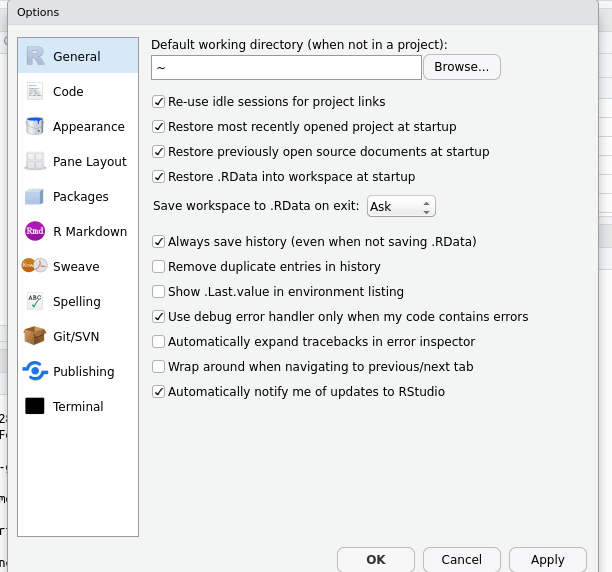 Options
General
Code
Appearance
Pane Layout
Packages
Rmd R Markdown
Sweave
ABC Spelling
Git/SVN
Publishing
Terminal
Default working directory (when not in a project):
~
Browse...
Re-use idle sessions for project links
Restore most recently opened project at startup
Restore previously open source documents at startup
Restore .RData into workspace at startup
Save workspace to .RData on exit: Ask
Always save history (even when not saving .RData)
Remove duplicate entries in history
Show .Last.value in environment listing
Use debug error handler only when my code contains errors
Automatically expand tracebacks in error inspector
Wrap around when navigating to previous/next tab
Automatically notify me of updates to RStudio
OK Cancel Apply